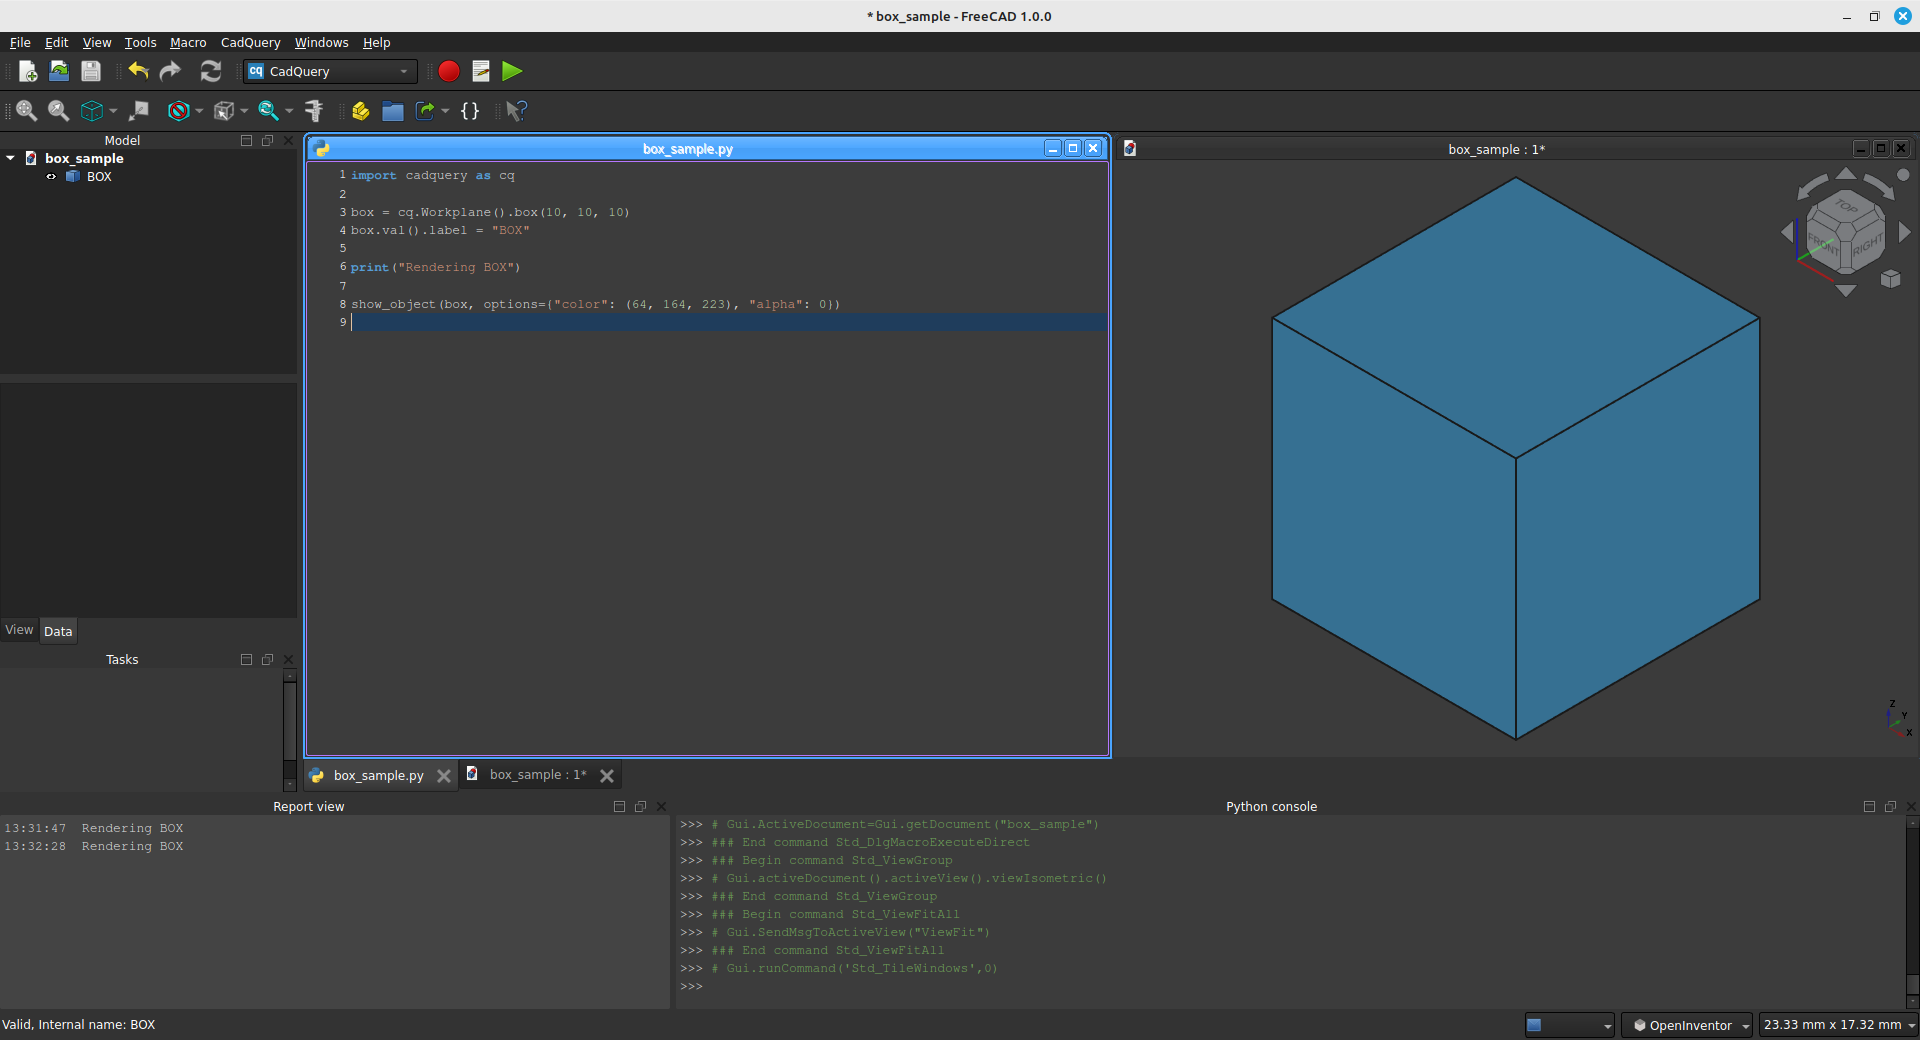 * box_sample - FreeCAD 1.0.0
File Edit View Tools Macro CadQuery Windows Help
cq CadQuery
{}
Model
box_sample
BOX
View Data
Tasks
box_sample.py
1 import cadquery as cq
2
3 box = cq.Workplane().box(10, 10, 10)
4 box.val().label = "BOX"
5
6 print("Rendering BOX")
7
8 show_object(box, options={"color": (64, 164, 223), "alpha": 0})
9
box_sample : 1*
TOP
FRONT RIGHT
Z
Y
X
box_sample.py box_sample : 1*
Report view
13:31:47 Rendering BOX
13:32:28 Rendering BOX
Python console
>>> # Gui.ActiveDocument=Gui.getDocument("box_sample")
>>> ### End command Std_DlgMacroExecuteDirect
>>> ### Begin command Std_ViewGroup
>>> # Gui.activeDocument().activeView().viewIsometric()
>>> ### End command Std_ViewGroup
>>> ### Begin command Std_ViewFitAll
>>> # Gui.SendMsgToActiveView("ViewFit")
>>> ### End command Std_ViewFitAll
>>> # Gui.runCommand('Std_TileWindows',0)
>>>
Valid, Internal name: BOX
OpenInventor
23.33 mm x 17.32 mm